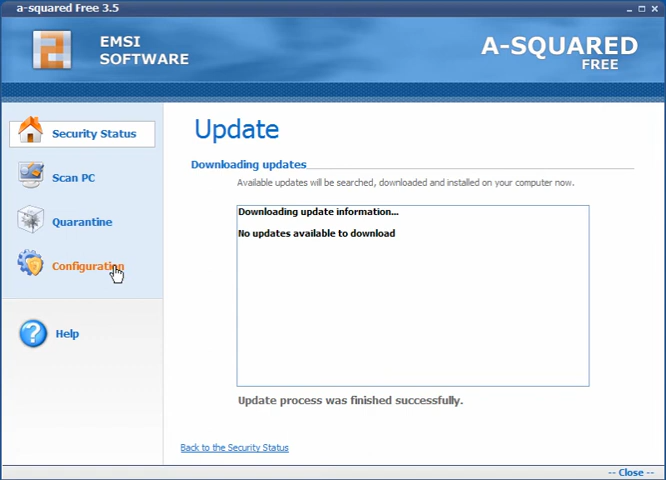 a-squared Free 3.5
EMSI
SOFTWARE
A-SQUARED
FREE
Security Status
Scan PC
Quarantine
Configuration
Help
Update
Downloading updates
Available updates will be searched, downloaded and installed on your computer now.
Downloading update information...
No updates available to download
Update process was finished successfully.
Back to the Security Status
-- Close --